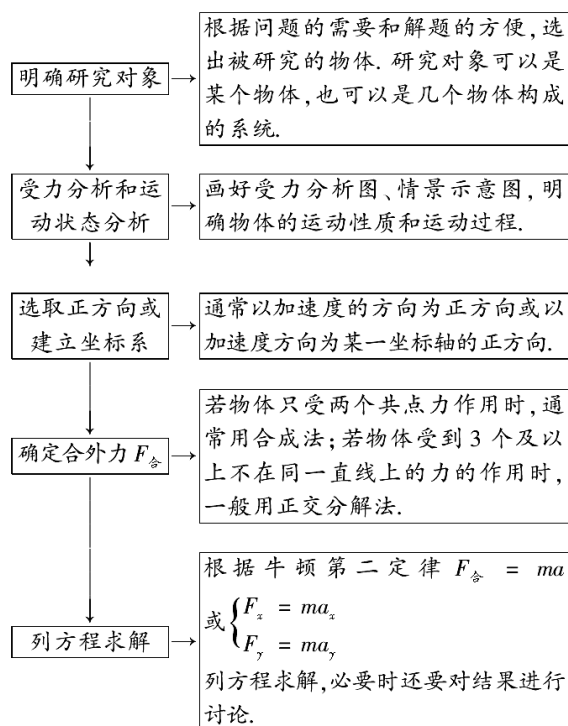 明确研究对象
根据问题的需要和解题的方便,选
出被研究的物体. 研究对象可以是
某个物体,也可以是几个物体构成
的系统.
受力分析和运
动状态分析
画好受力分析图、情景示意图,明
确物体的运动性质和运动过程.
选取正方向或
建立坐标系
通常以加速度的方向为正方向或以
加速度方向为某一坐标轴的正方向.
确定合外力 F合
若物体只受两个共点力作用时,通
常用合成法;若物体受到 3 个及以
上不在同一直线上的力的作用时,
一般用正交分解法.
列方程求解
根据牛顿第二定律 F合 = ma
或{Fx = max
Fy = may
列方程求解,必要时还要对结果进行
讨论.